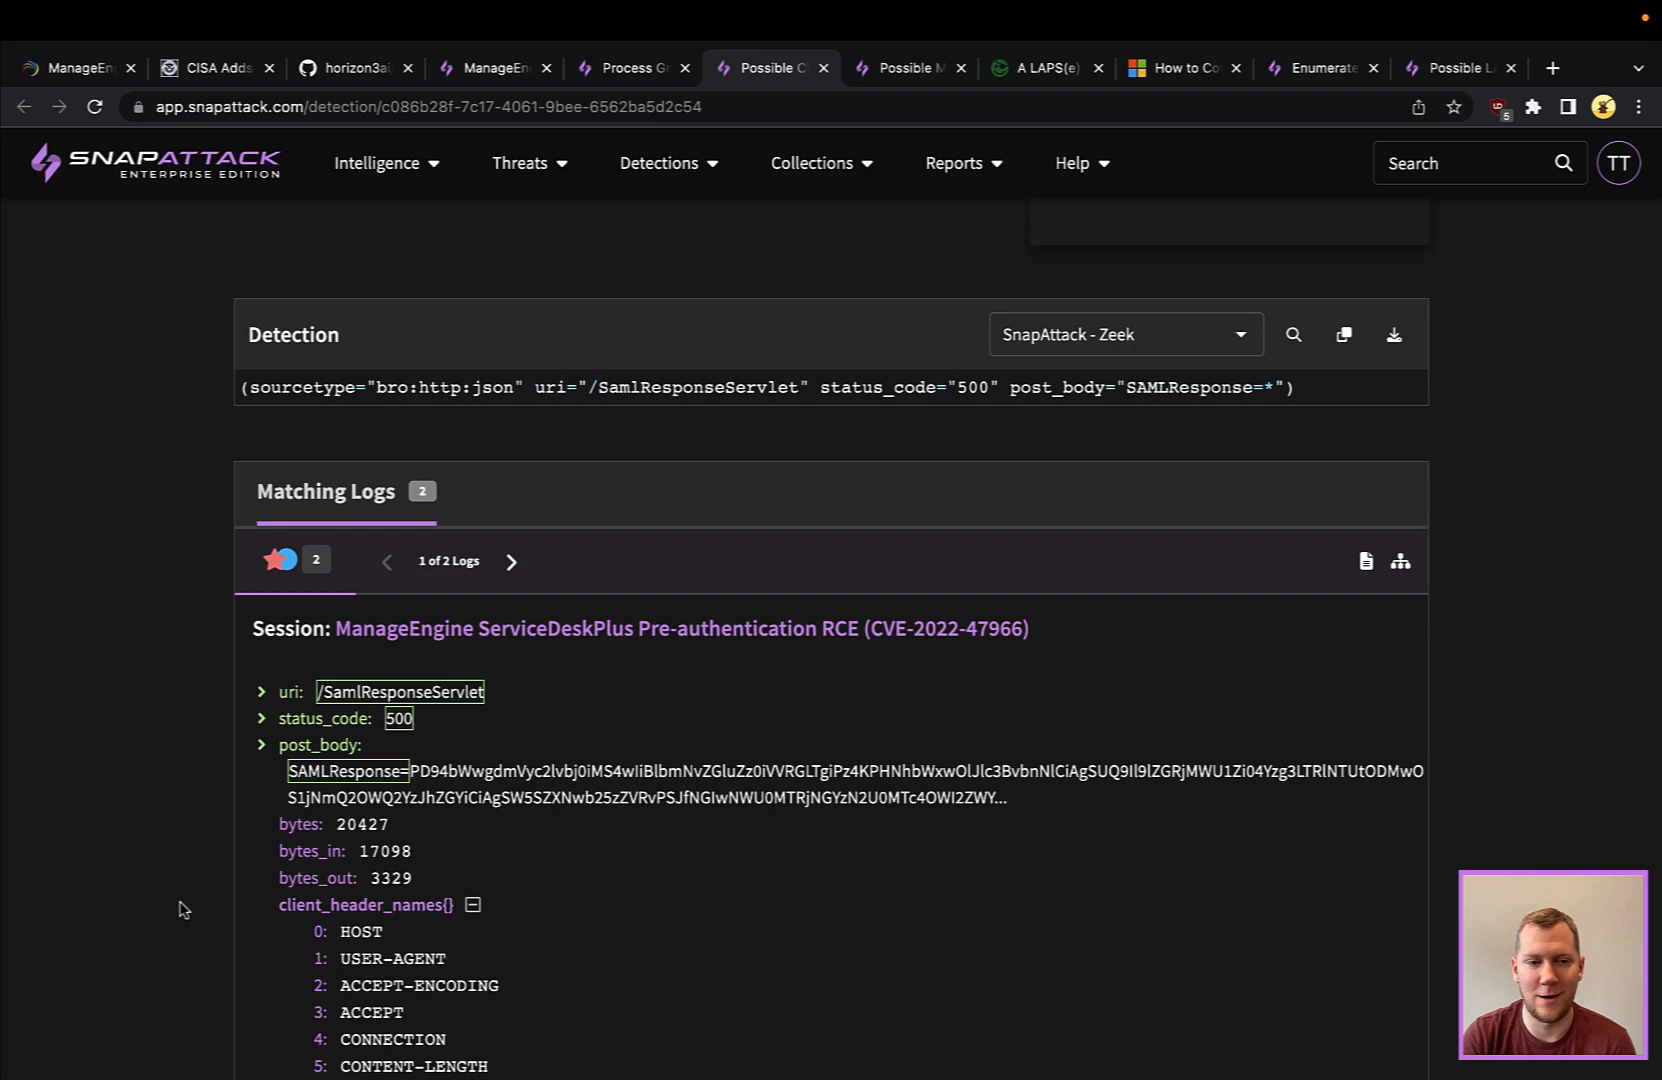 ManageEn
CISA Adds
horizon3ai
ManageEn
Process G
Possible C
Possible M
A LAPS(e)
How to Co
Enumerate
Possible L
app.snapattack.com/detection/c086b28f-7c17-4061-9bee-6562ba5d2c54
5
SNAPATTACK
ENTERPRISE EDITION
Intelligence
Threats
Detections
Collections
Reports
Help
Search
TT
Detection
SnapAttack - Zeek
(sourcetype="bro:http:json" uri="/SamlResponseServlet" status_code="500" post_body="SAMLResponse=*")
Matching Logs 2
2
1 of 2 Logs
Session: ManageEngine ServiceDeskPlus Pre-authentication RCE (CVE-2022-47966)
uri: /SamlResponseServlet
status_code: 500
post_body:
SAMLResponse=PD94bWwgdmVyc2lvbj0iMS4wIiBlbmNvZGluZz0iVVRGLTgiPz4KPHNhbWxwOlJlc3BvbnNlCiAgSUQ9Il9lZGRjMWU1Zi04Yzg3LTRlNTUtODMwO
S1jNmQ2OWQ2YzJhZGYiCiAgSW5SZXNwb25zZVRvPSJfNGIwNWU0MTRjNGYzN2U0MTc4OWI2ZWY...
bytes: 20427
bytes_in: 17098
bytes_out: 3329
client_header_names{}
0: HOST
1: USER-AGENT
2: ACCEPT-ENCODING
3: ACCEPT
4: CONNECTION
5: CONTENT-LENGTH